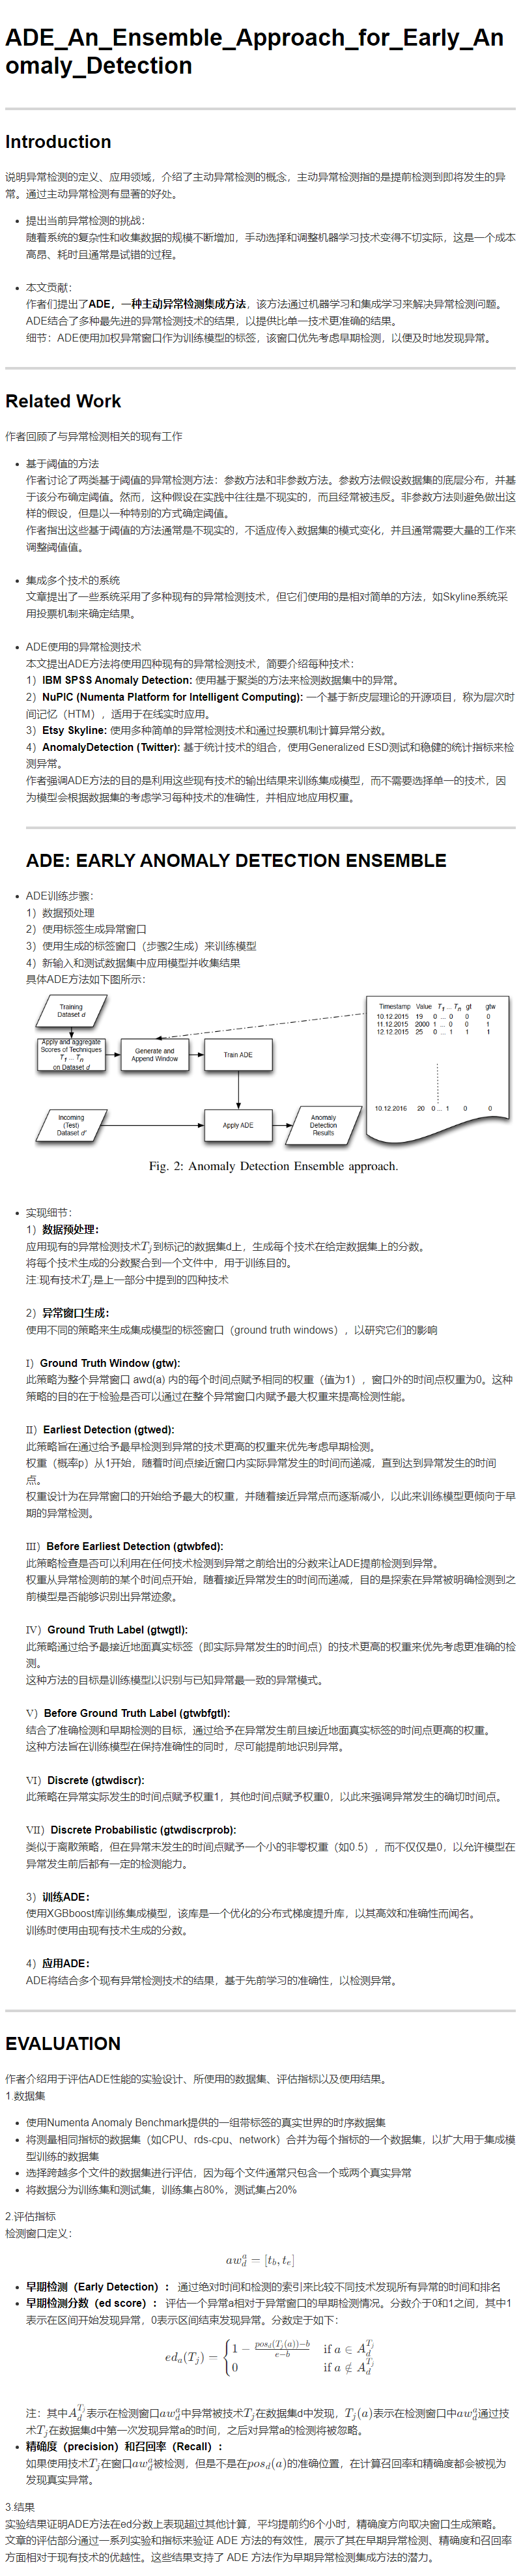 ADE_An_Ensemble_Approach_for_Early_An
omaly_Detection
Introduction
说明异常检测的定义、应用领域，介绍了主动异常检测的概念，主动异常检测指的是提前检测到即将发生的异
常。通过主动异常检测有显著的好处。
• 提出当前异常检测的挑战：
随着系统的复杂性和收集数据的规模不断增加，手动选择和调整机器学习技术变得不切实际，这是一个成本
高昂、耗时且通常是试错的过程。
• 本文贡献：
作者们提出了ADE，一种主动异常检测集成方法，该方法通过机器学习和集成学习来解决异常检测问题。
ADE结合了多种最先进的异常检测技术的结果，以提供比单一技术更准确的结果。
细节：ADE使用加权异常窗口作为训练模型的标签，该窗口优先考虑早期检测，以便及时地发现异常。
Related Work
作者回顾了与异常检测相关的现有工作
• 基于阈值的方法
作者讨论了两类基于阈值的异常检测方法：参数方法和非参数方法。参数方法假设数据集的底层分布，并基
于该分布确定阈值。然而，这种假设在实践中往往是不现实的，而且经常被违反。非参数方法则避免做出这
样的假设，但是以一种特别的方式确定阈值。
作者指出这些基于阈值的方法通常是不现实的，不适应传入数据集的模式变化，并且通常需要大量的工作来
调整阈值值。
• 集成多个技术的系统
文章提出了一些系统采用了多种现有的异常检测技术，但它们使用的是相对简单的方法，如Skyline系统采
用投票机制来确定结果。
• ADE使用的异常检测技术
本文提出ADE方法将使用四种现有的异常检测技术，简要介绍每种技术：
1）IBM SPSS Anomaly Detection: 使用基于聚类的方法来检测数据集中的异常。
2）NuPIC (Numenta Platform for Intelligent Computing): 一个基于新皮层理论的开源项目，称为层次时
间记忆（HTM），适用于在线实时应用。
3）Etsy Skyline: 使用多种简单的异常检测技术和通过投票机制计算异常分数。
4）AnomalyDetection (Twitter): 基于统计技术的组合，使用Generalized ESD测试和稳健的统计指标来检
测异常。
作者强调ADE方法的目的是利用这些现有技术的输出结果来训练集成模型，而不需要选择单一的技术，因
为模型会根据数据集的考虑学习每种技术的准确性，并相应地应用权重。
ADE: EARLY ANOMALY DETECTION ENSEMBLE
• ADE训练步骤：
1）数据预处理
2）使用标签生成异常窗口
3）使用生成的标签窗口（步骤2生成）来训练模型
4）新输入和测试数据集中应用模型并收集结果
具体ADE方法如下图所示：
Training
Dataset d
Apply and aggregate
Scores of Techniques
T1 ... Tn
on Dataset d
Generate and
Append Window
Train ADE
Timestamp Value T1 ... Tn gt gtw
10.12.2015 19 0 ... 0 0 0
11.12.2015 2000 1 ... 0 0 1
12.12.2015 25 0 ... 1 1 1
10.12.2016 20 0 ... 1 0 0
Incoming
(Test)
Dataset d'
Apply ADE
Anomaly
Detection
Results
Fig. 2: Anomaly Detection Ensemble approach.
• 实现细节：
1）数据预处理：
应用现有的异常检测技术Tj到标记的数据集d上，生成每个技术在给定数据集上的分数。
将每个技术生成的分数聚合到一个文件中，用于训练目的。
注:现有技术Tj是上一部分中提到的四种技术
2）异常窗口生成：
使用不同的策略来生成集成模型的标签窗口（ground truth windows），以研究它们的影响
I）Ground Truth Window (gtw):
此策略为整个异常窗口 awd(a) 内的每个时间点赋予相同的权重（值为1），窗口外的时间点权重为0。这种
策略的目的在于检验是否可以通过在整个异常窗口内赋予最大权重来提高检测性能。
II）Earliest Detection (gtwed):
此策略旨在通过给予最早检测到异常的技术更高的权重来优先考虑早期检测。
权重（概率p）从1开始，随着时间点接近窗口内实际异常发生的时间而递减，直到达到异常发生的时间
点。
权重设计为在异常窗口的开始给予最大的权重，并随着接近异常点而逐渐减小，以此来训练模型更倾向于早
期的异常检测。
III）Before Earliest Detection (gtwbfed):
此策略检查是否可以利用在任何技术检测到异常之前给出的分数来让ADE提前检测到异常。
权重从异常检测前的某个时间点开始，随着接近异常发生的时间而递减，目的是探索在异常被明确检测到之
前模型是否能够识别出异常迹象。
IV）Ground Truth Label (gtwgtl):
此策略通过给予最接近地面真实标签（即实际异常发生的时间点）的技术更高的权重来优先考虑更准确的检
测。
这种方法的目标是训练模型以识别与已知异常最一致的异常模式。
V）Before Ground Truth Label (gtwbfgtl):
结合了准确检测和早期检测的目标，通过给予在异常发生前且接近地面真实标签的时间点更高的权重。
这种方法旨在训练模型在保持准确性的同时，尽可能提前地识别异常。
VI）Discrete (gtwdiscr):
此策略在异常实际发生的时间点赋予权重1，其他时间点赋予权重0，以此来强调异常发生的确切时间点。
VII）Discrete Probabilistic (gtwdiscrprob):
类似于离散策略，但在异常未发生的时间点赋予一个小的非零权重（如0.5），而不仅仅是0，以允许模型在
异常发生前后都有一定的检测能力。
3）训练ADE：
使用XGBboost库训练集成模型，该库是一个优化的分布式梯度提升库，以其高效和准确性而闻名。
训练时使用由现有技术生成的分数。
4）应用ADE：
ADE将结合多个现有异常检测技术的结果，基于先前学习的准确性，以检测异常。
EVALUATION
作者介绍用于评估ADE性能的实验设计、所使用的数据集、评估指标以及使用结果。
1.数据集
• 使用Numenta Anomaly Benchmark提供的一组带标签的真实世界的时序数据集
• 将测量相同指标的数据集（如CPU、rds-cpu、network）合并为每个指标的一个数据集，以扩大用于集成模
型训练的数据集
• 选择跨越多个文件的数据集进行评估，因为每个文件通常只包含一个或两个真实异常
• 将数据分为训练集和测试集，训练集占80%，测试集占20%
2.评估指标
检测窗口定义：
aw_d^a = [t_b, t_e]
• 早期检测（Early Detection）： 通过绝对时间和检测的索引来比较不同技术发现所有异常的时间和排名
• 早期检测分数（ed score）： 评估一个异常a相对于异常窗口的早期检测情况。分数介于0和1之间，其中1
表示在区间开始发现异常，0表示区间结束发现异常。分数定于如下：
ed_a(T_j) = { 1 − (pos_d(T_j(a))−b)/(e−b) if a ∈ A_d^{T_j}
0 if a ∉ A_d^{T_j}
注：其中A_d^{T_j}表示在检测窗口aw_d^a中异常被技术T_j在数据集d中发现，T_j(a)表示在检测窗口中aw_d^a通过技
术T_j在数据集d中第一次发现异常a的时间，之后对异常a的检测将被忽略。
• 精确度（precision）和召回率（Recall）：
如果使用技术T_j在窗口aw_d^a被检测，但是不是在pos_d(a)的准确位置，在计算召回率和精确度都会被视为
发现真实异常。
3.结果
实验结果证明ADE方法在ed分数上表现超过其他计算，平均提前约6个小时，精确度方向取决窗口生成策略。
文章的评估部分通过一系列实验和指标来验证 ADE 方法的有效性，展示了其在早期异常检测、精确度和召回率
方面相对于现有技术的优越性。这些结果支持了 ADE 方法作为早期异常检测集成方法的潜力。